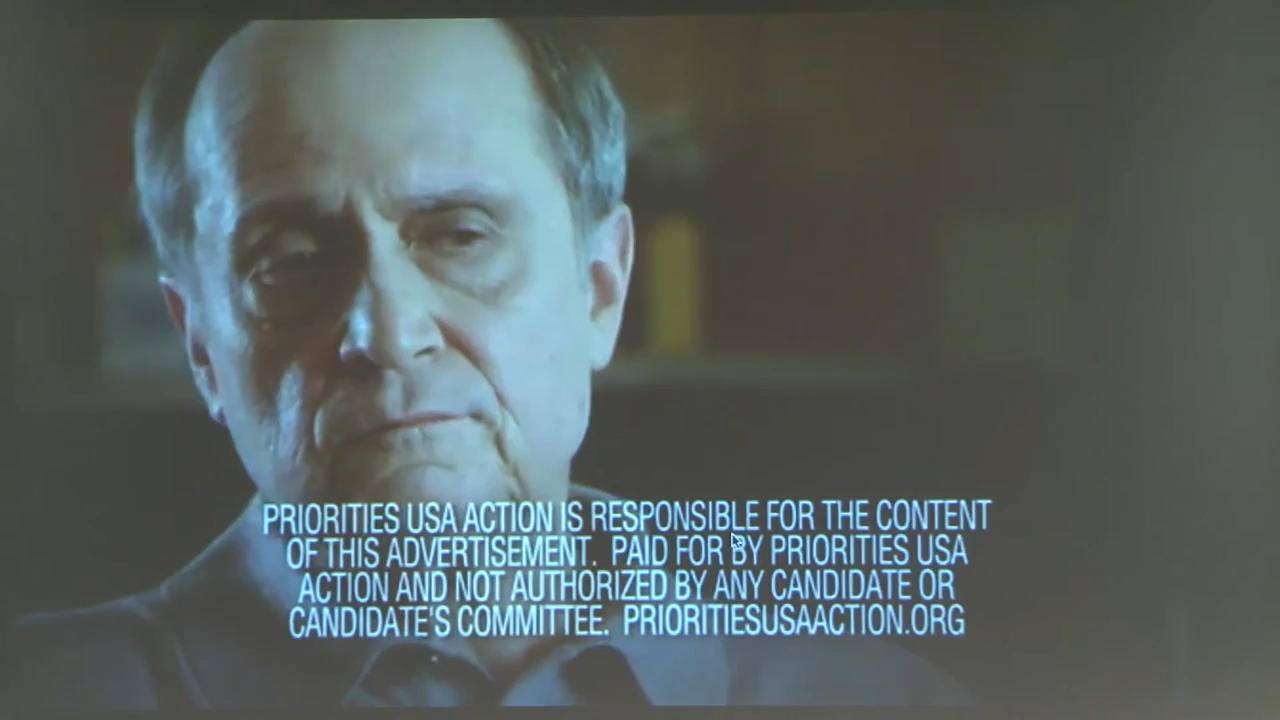 PRIORITIES USA ACTION IS RESPONSIBLE FOR THE CONTENT
OF THIS ADVERTISEMENT. PAID FOR BY PRIORITIES USA
ACTION AND NOT AUTHORIZED BY ANY CANDIDATE OR
CANDIDATE'S COMMITTEE. PRIORITIESUSAACTION.ORG